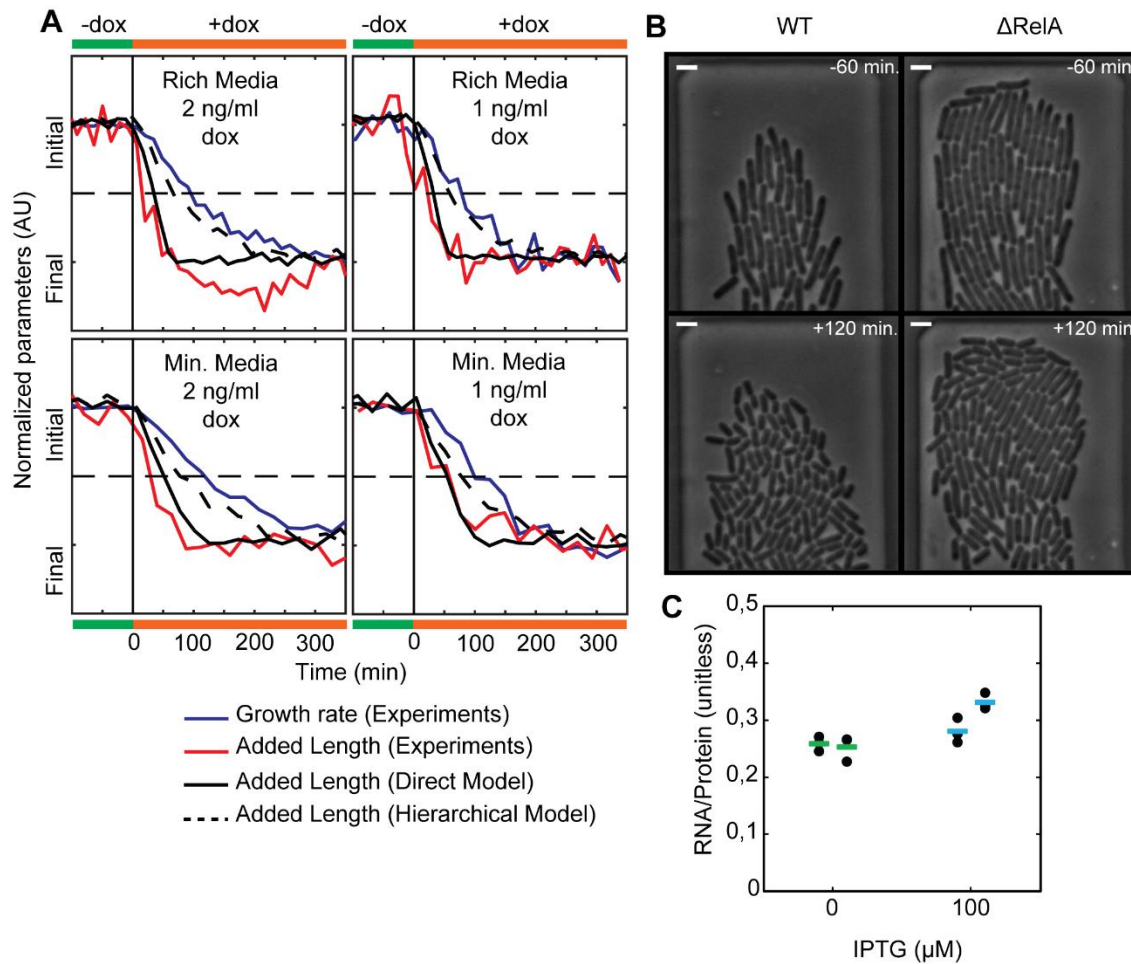 A
-dox +dox -dox +dox
Rich Media
2 ng/ml
dox
Rich Media
1 ng/ml
dox
Min. Media
2 ng/ml
dox
Min. Media
1 ng/ml
dox
Normalized parameters (AU)
Initial
Final
Initial
Final
0 100 200 300 0 100 200 300
Time (min)
Growth rate (Experiments)
Added Length (Experiments)
Added Length (Direct Model)
Added Length (Hierarchical Model)
B
WT ΔRelA
-60 min. -60 min.
+120 min. +120 min.
C
RNA/Protein (unitless)
0,5
0,4
0,3
0,2
0,1
0
0 100
IPTG (µM)